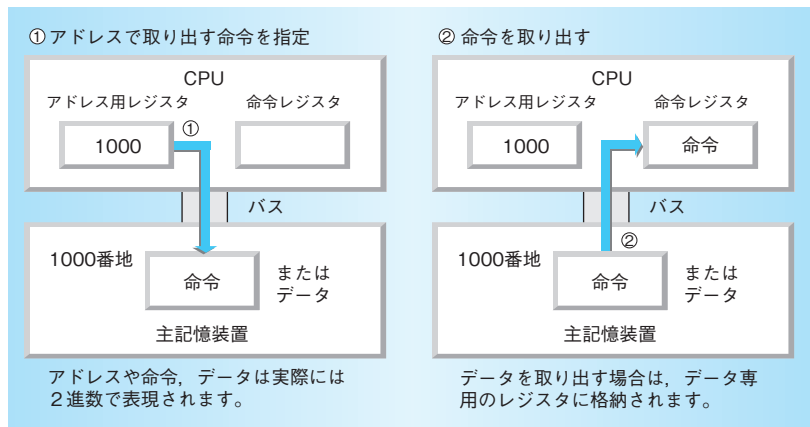 ① アドレスで取り出す命令を指定
CPU
アドレス用レジスタ 命令レジスタ
①
1000
バス
1000番地
命令
または
データ
主記憶装置
アドレスや命令，データは実際には
２進数で表現されます。
② 命令を取り出す
CPU
アドレス用レジスタ 命令レジスタ
1000 命令
バス
②
1000番地
命令
または
データ
主記憶装置
データを取り出す場合は，データ専
用のレジスタに格納されます。